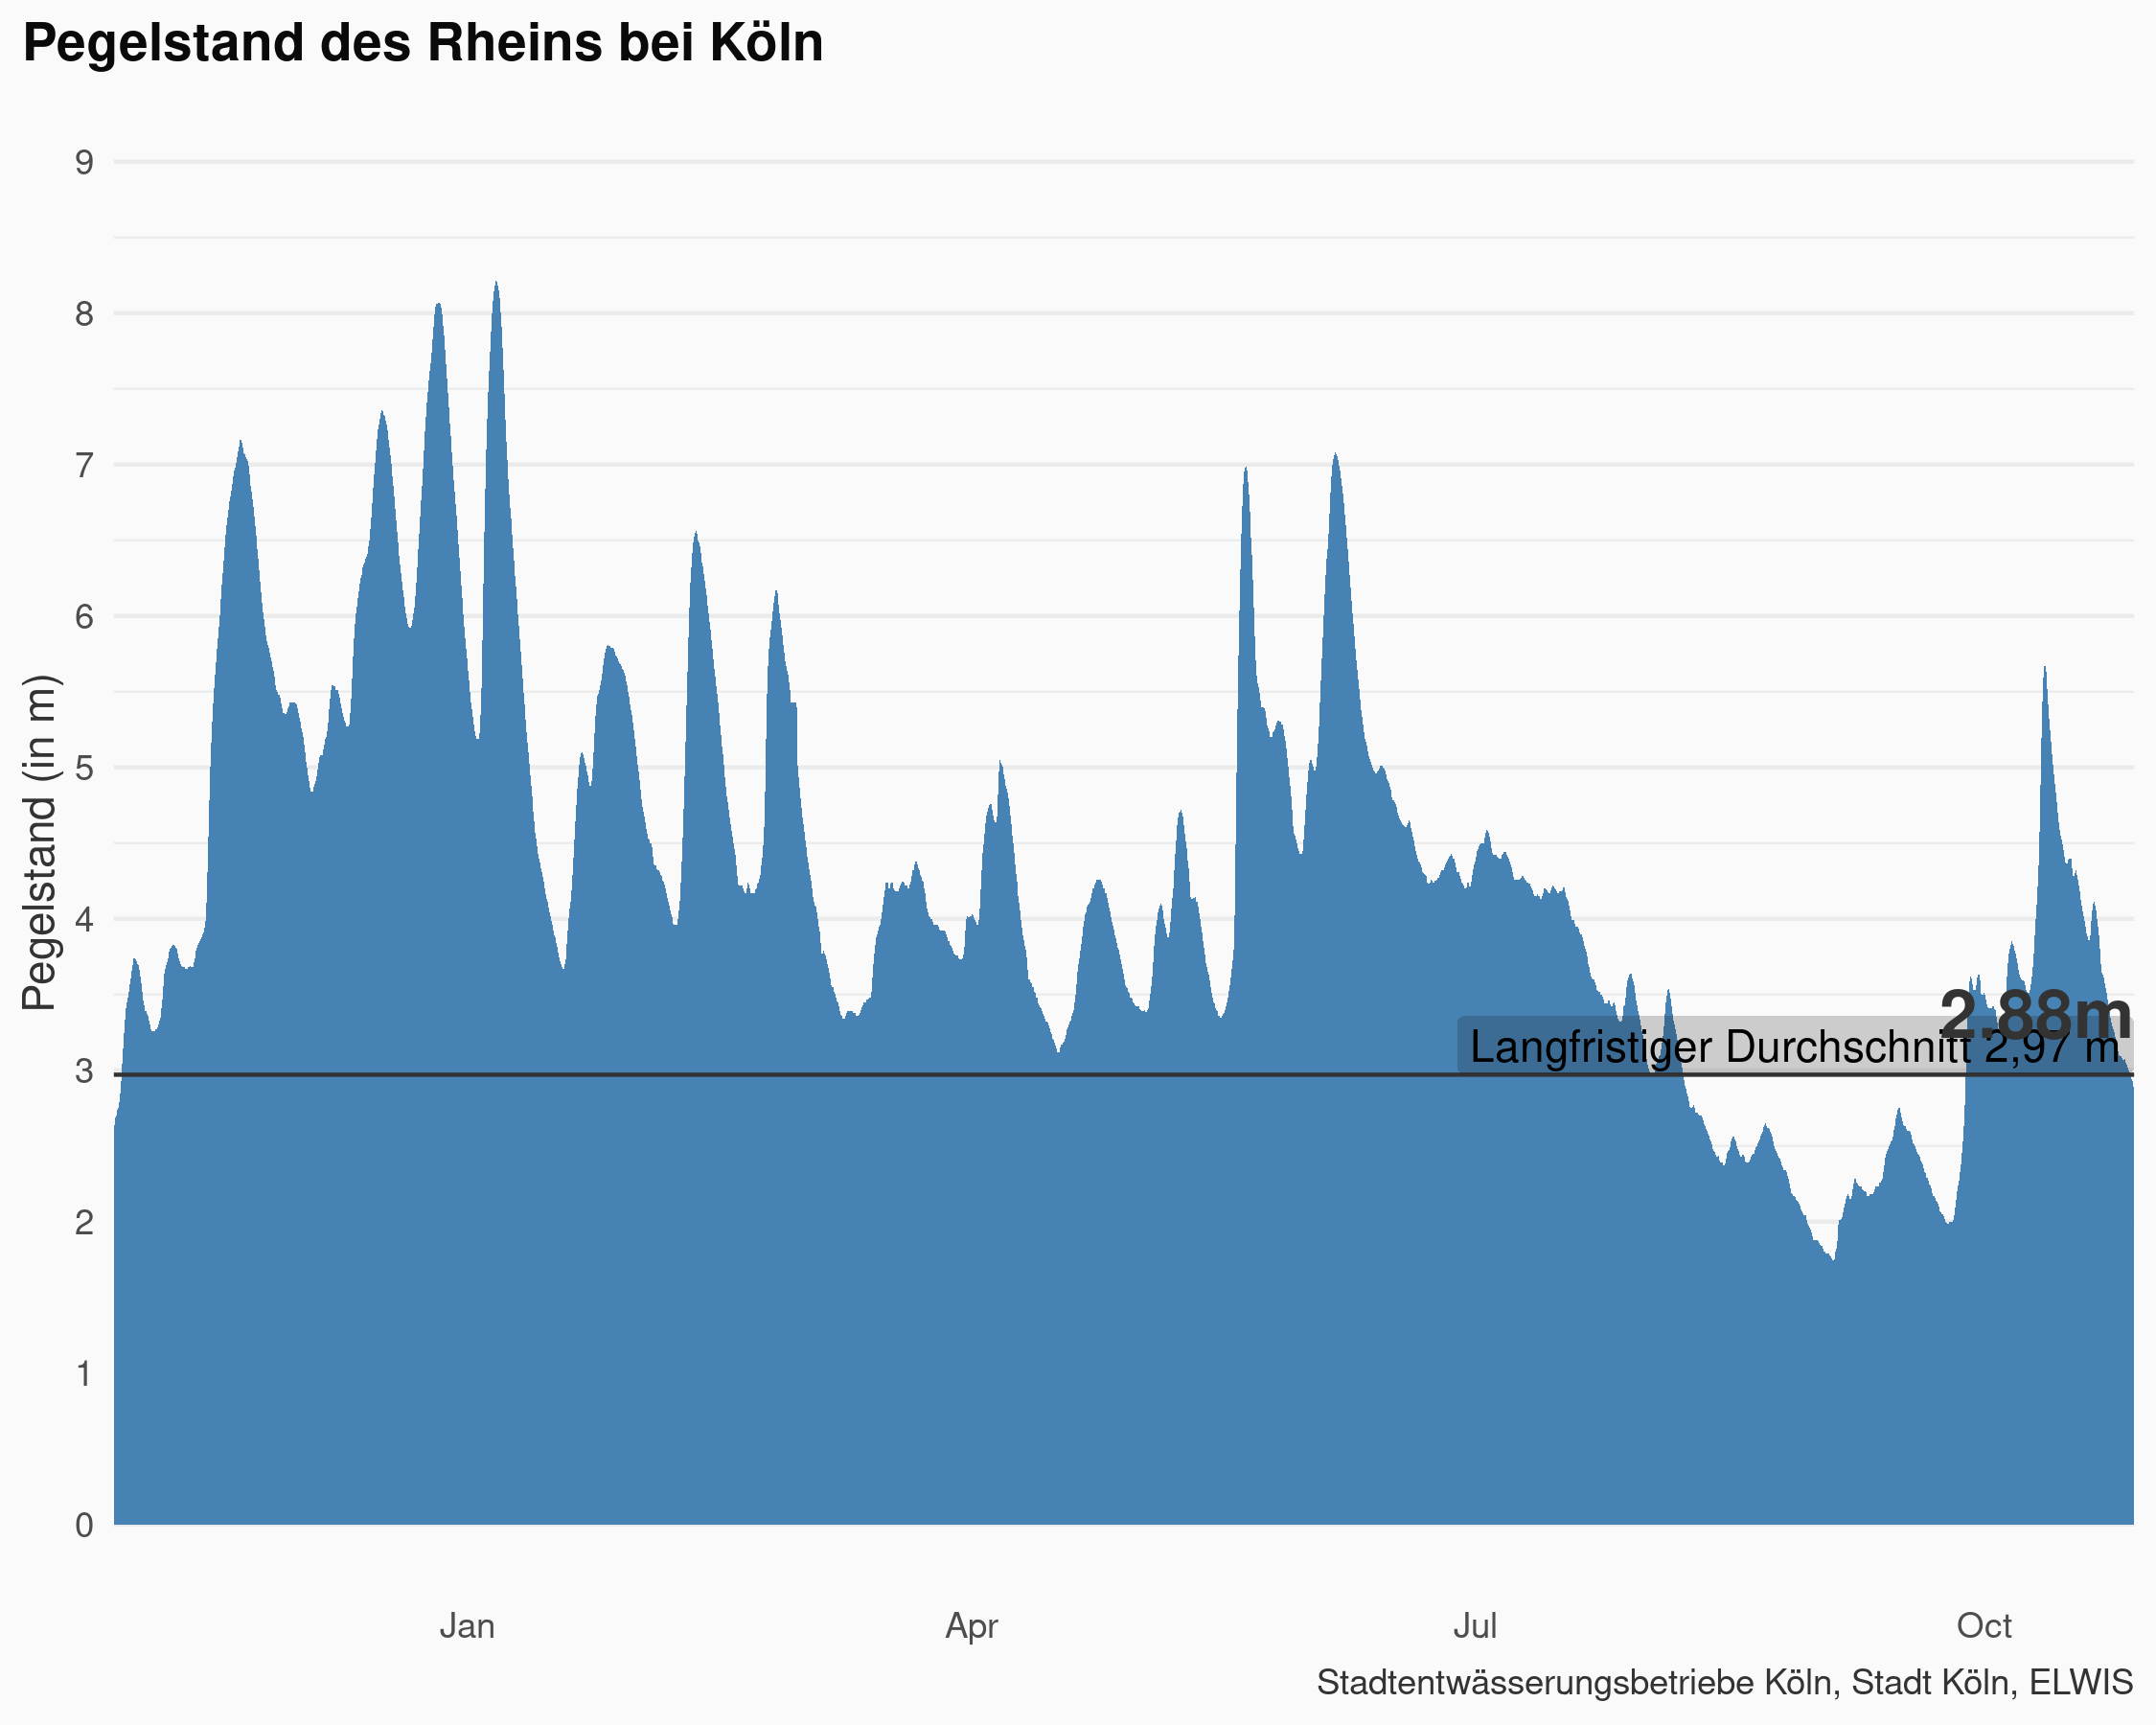 Pegelstand des Rheins bei Köln
Pegelstand (in m)
9
8
7
6
5
4
3
2
1
0
2.88m
Langfristiger Durchschnitt 2,97 m
Jan Apr Jul Oct
Stadtentwässerungsbetriebe Köln, Stadt Köln, ELWIS